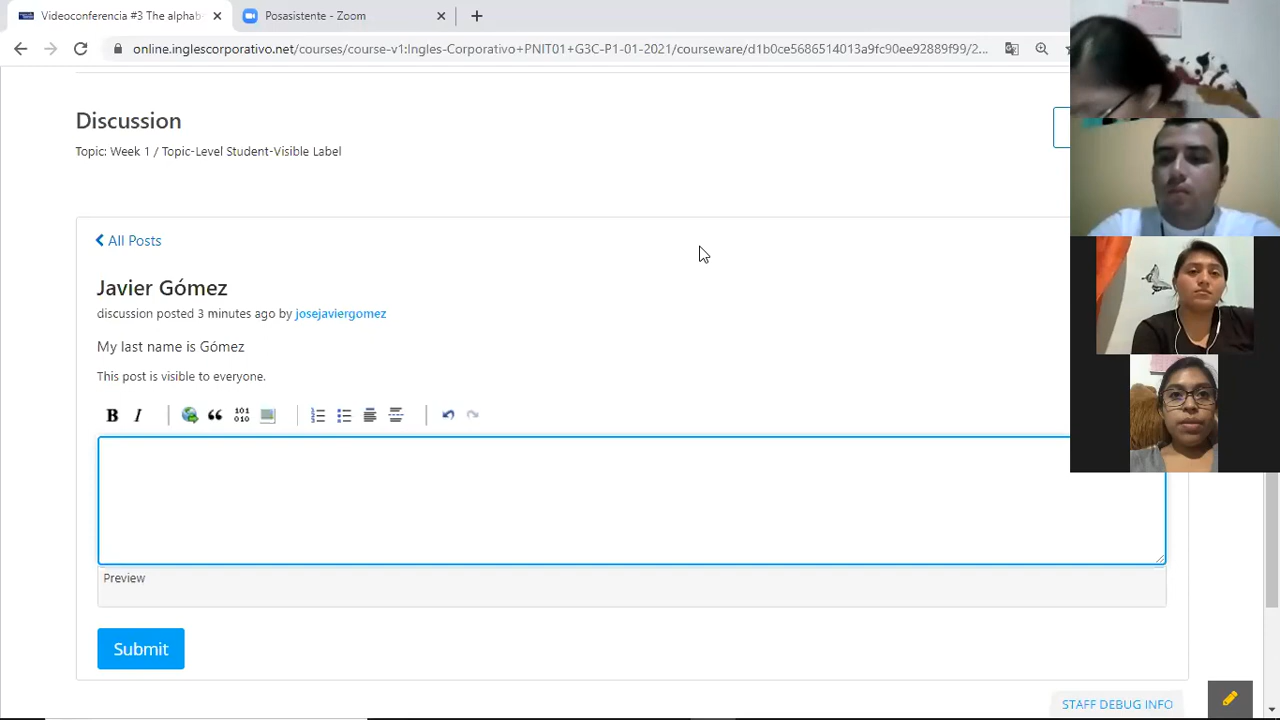 Videoconferencia #3 The alphab
Posasistente - Zoom
online.inglescorporativo.net/courses/course-v1:Ingles-Corporativo+PNIT01+G3C-P1-01-2021/courseware/d1b0ce5686514013a9fc90ee92889f99/2...
Discussion
Topic: Week 1 / Topic-Level Student-Visible Label
All Posts
Javier Gómez
discussion posted 3 minutes ago by josejaviergomez
My last name is Gómez
This post is visible to everyone.
B I 101 010
Preview
Submit
STAFF DEBUG INFO